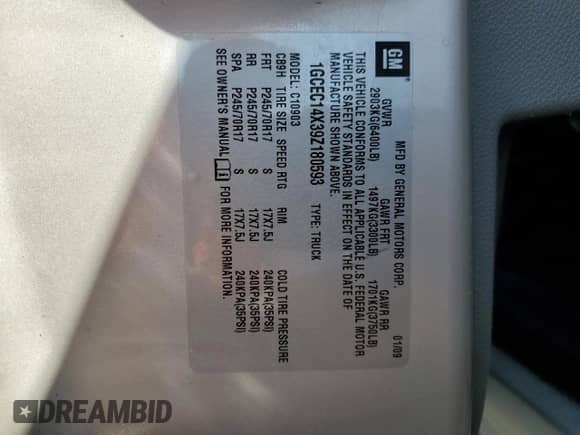 GM
MFD BY GENERAL MOTORS CORP. 01/09
GVWR GAWR FRT GAWR RR
2903KG(6400LB) 1497KG(3300LB) 1701KG(3750LB)
THIS VEHICLE CONFORMS TO ALL APPLICABLE U.S. FEDERAL MOTOR
VEHICLE SAFETY STANDARDS IN EFFECT ON THE DATE OF
MANUFACTURE SHOWN ABOVE.
1GCEC14X39Z180693 TYPE: TRUCK
MODEL: C10903
CB9H TIRE SIZE SPEED RTG RIM COLD TIRE PRESSURE
FRT P245/70R17 S 17X7.5J 240KPA(35PSI)
RR P245/70R17 S 17X7.5J 240KPA(35PSI)
SPA P245/70R17 S 17X7.5J 240KPA(35PSI)
SEE OWNER'S MANUAL FOR MORE INFORMATION.
DREAMBID